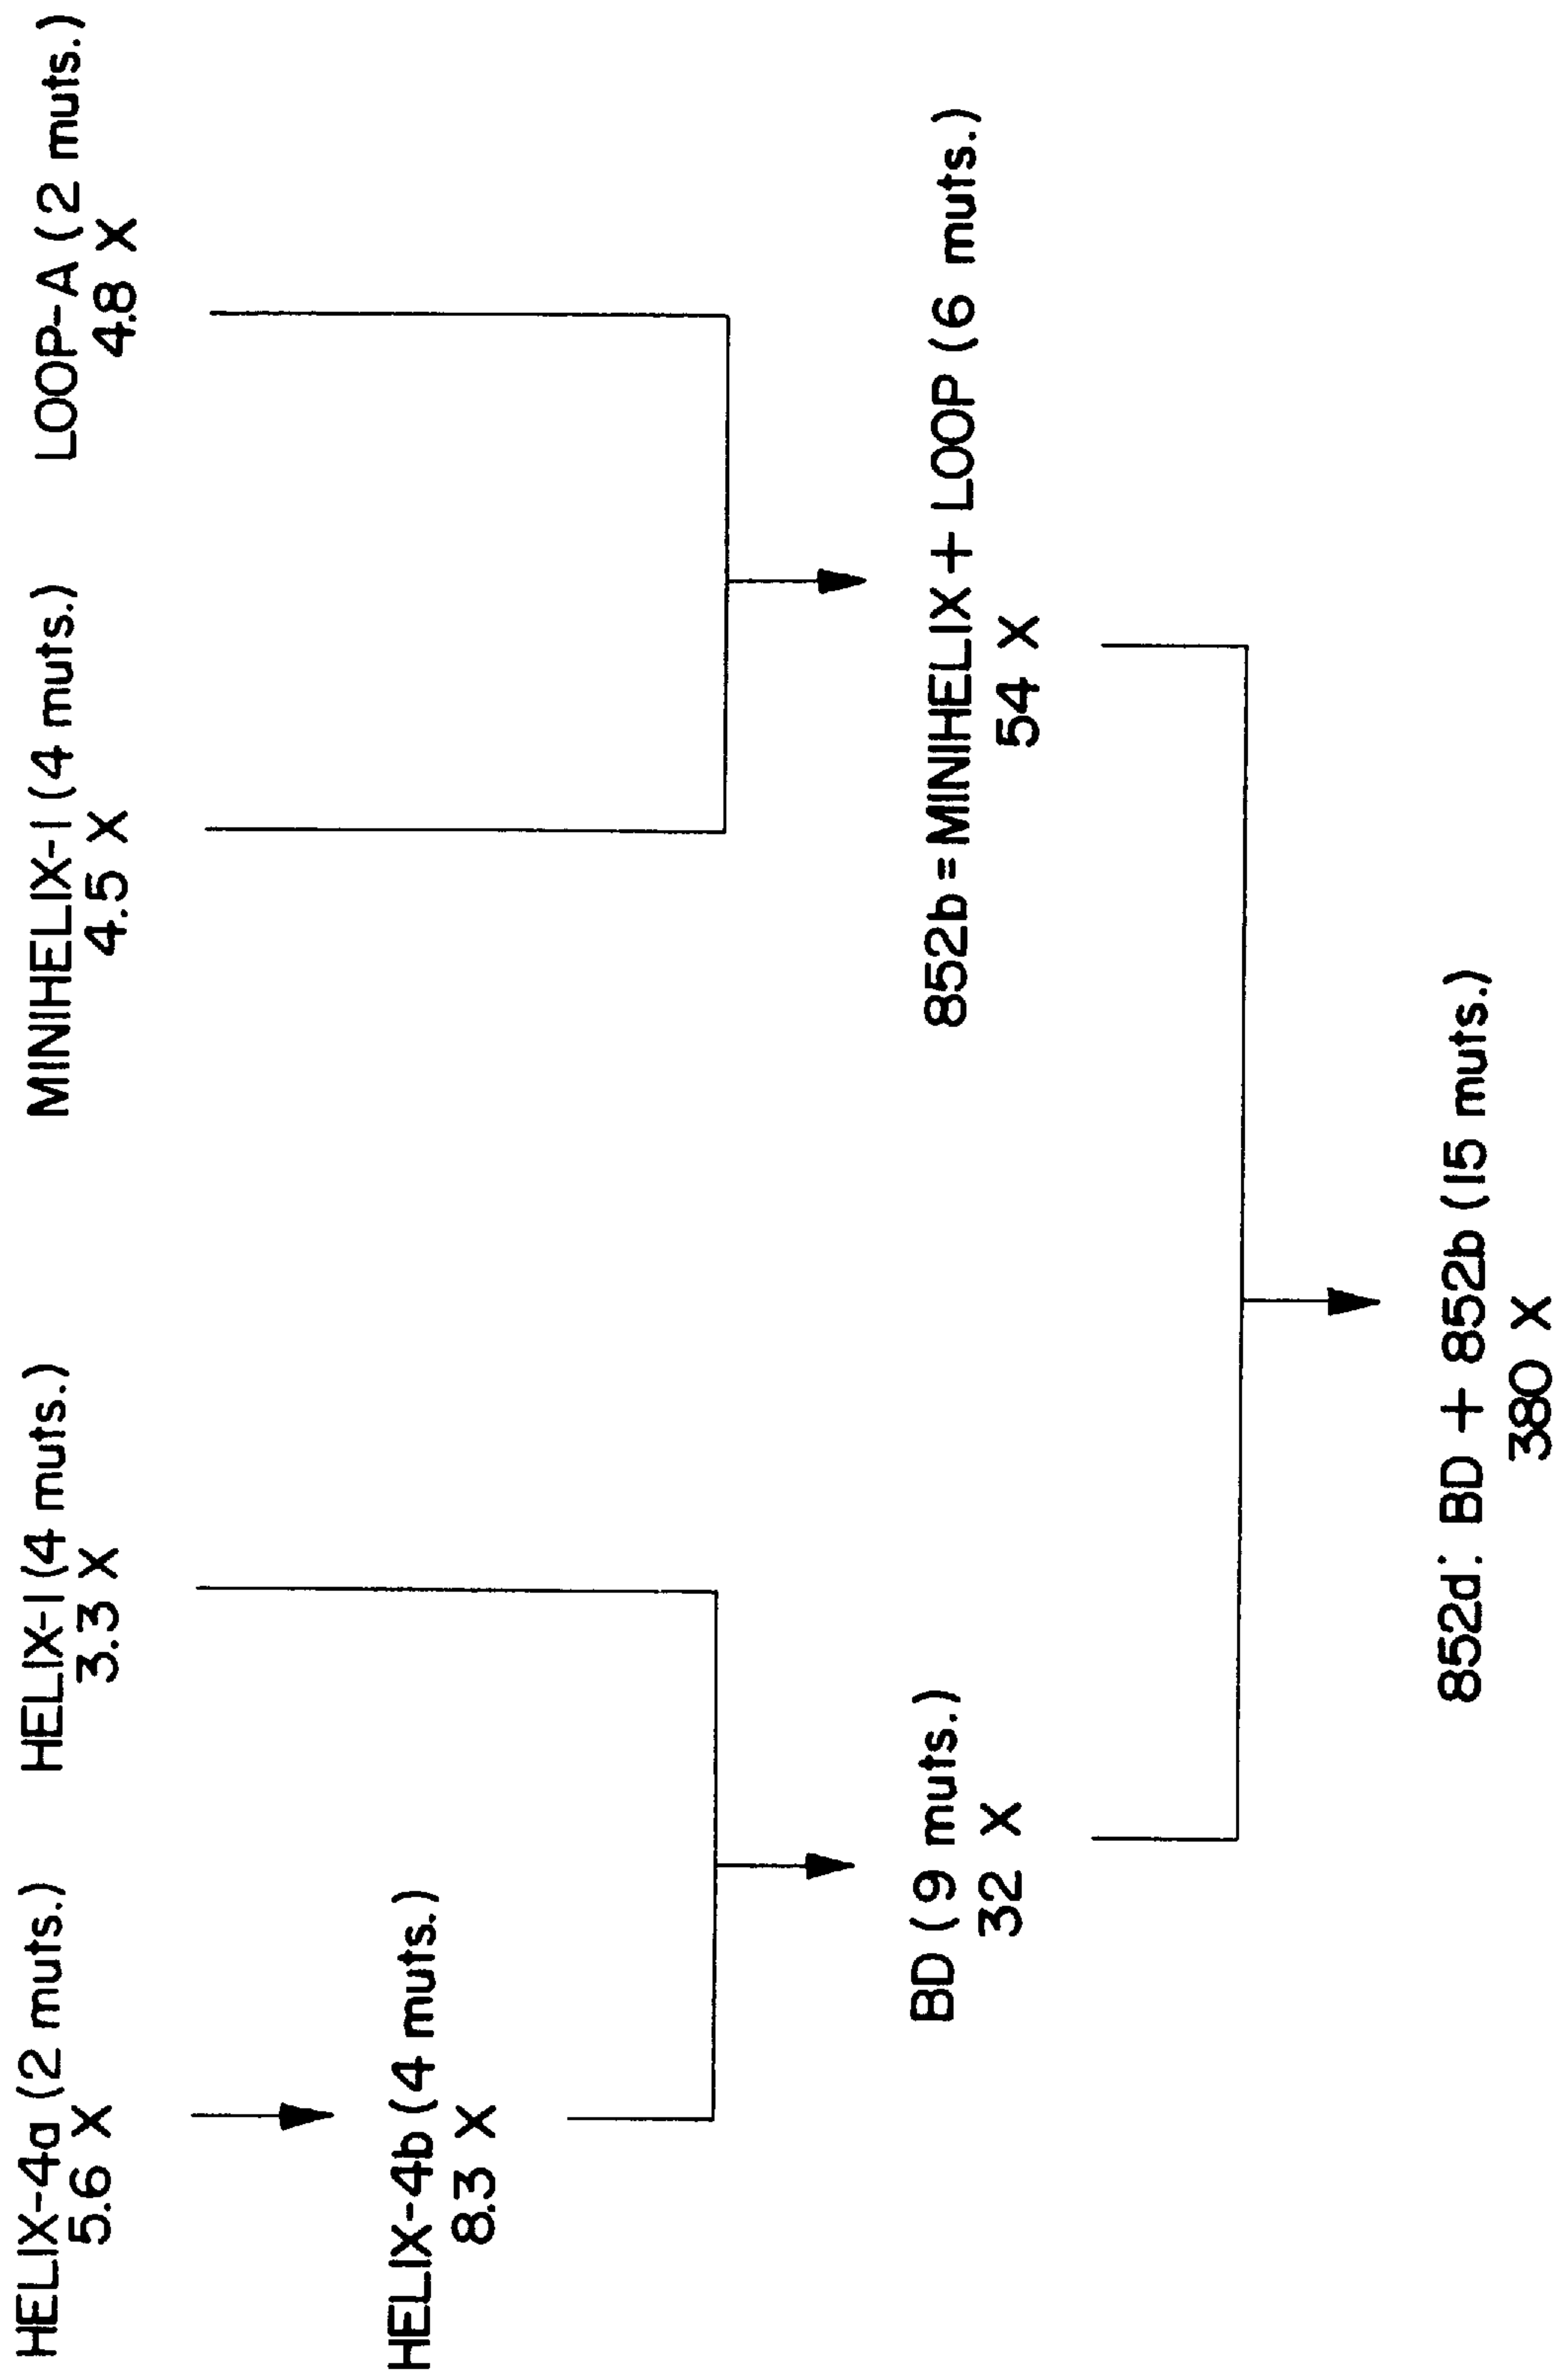 HELIX-4a (2 muts.)
5.6 X
HELIX-1 (4 muts.)
3.3 X
MINIHELIX-1 (4 muts.)
4.5 X
LOOP-A (2 muts.)
4.8 X
HELIX-4b (4 muts.)
8.3 X
BD (9 muts.)
32 X
852b = MINIHELIX + LOOP (6 muts.)
54 X
852d: BD + 852b (15 muts.)
380 X